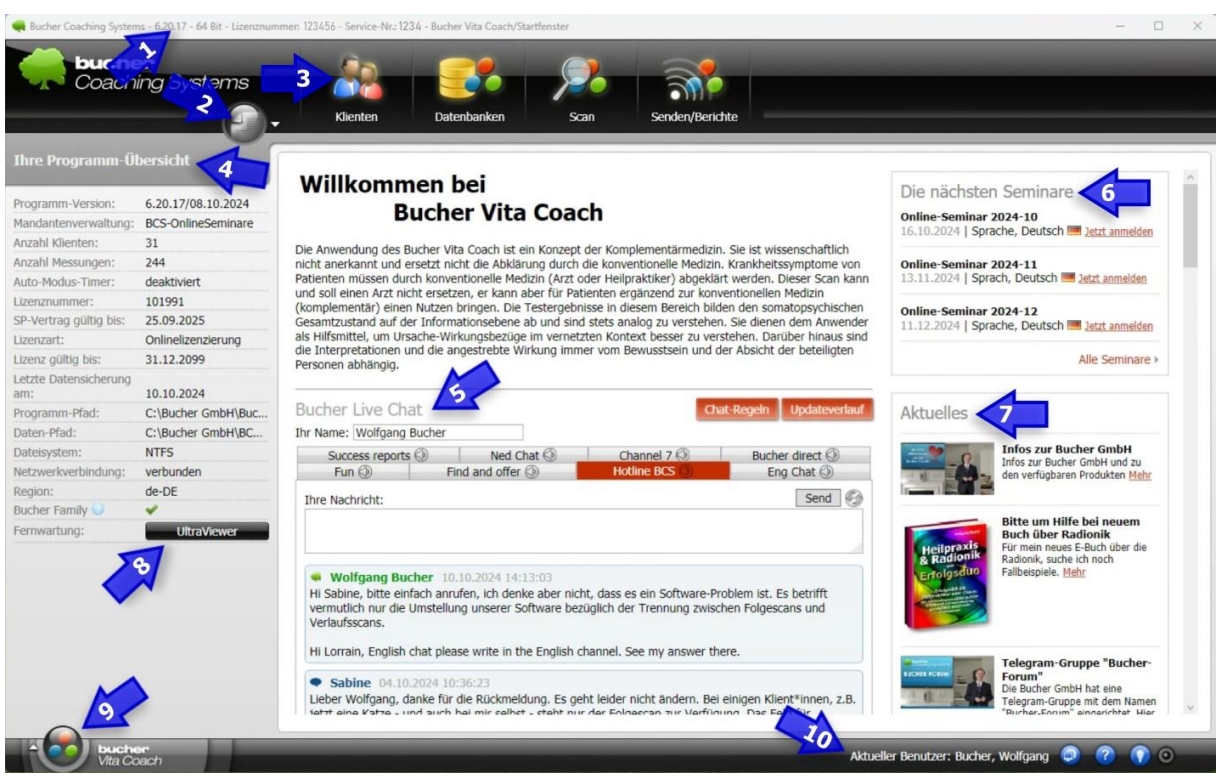 Bucher Coaching Systems - 6.20.17 - 64 Bit - Lizenznummer: 123456 - Service-Nr.: 1234 - Bucher Vita Coach/Startfenster
1
bucher
Coaching Systems
2
3
Klienten
Datenbanken
Scan
Senden/Berichte
Ihre Programm-Übersicht
4
Programm-Version: 6.20.17/08.10.2024
Mandantenverwaltung: BCS-OnlineSeminare
Anzahl Klienten: 31
Anzahl Messungen: 244
Auto-Modus-Timer: deaktiviert
Lizenznummer: 101991
SP-Vertrag gültig bis: 25.09.2025
Lizenzart: Onlinelizenzierung
Lizenz gültig bis: 31.12.2099
Letzte Datensicherung
am: 10.10.2024
Programm-Pfad: C:\Bucher GmbH\Buc...
Daten-Pfad: C:\Bucher GmbH\BC...
Dateisystem: NTFS
Netzwerkverbindung: verbunden
Region: de-DE
Bucher Family
Fernwartung: UltraViewer
8
9
bucher
Vita Coach
Willkommen bei
Bucher Vita Coach
Die Anwendung des Bucher Vita Coach ist ein Konzept der Komplementärmedizin. Sie ist wissenschaftlich
nicht anerkannt und ersetzt nicht die Abklärung durch die konventionelle Medizin. Krankheitssymptome von
Patienten müssen durch konventionelle Medizin (Arzt oder Heilpraktiker) abgeklärt werden. Dieser Scan kann
und soll einen Arzt nicht ersetzen, er kann aber für Patienten ergänzend zur konventionellen Medizin
(komplementär) einen Nutzen bringen. Die Testergebnisse in diesem Bereich bilden den somatopsychischen
Gesamtzustand auf der Informationsebene ab und sind stets analog zu verstehen. Sie dienen dem Anwender
als Hilfsmittel, um Ursache-Wirkungsbezüge im vernetzten Kontext besser zu verstehen. Darüber hinaus sind
die Interpretationen und die angestrebte Wirkung immer vom Bewusstsein und der Absicht der beteiligten
Personen abhängig.
5
Bucher Live Chat
Chat-Regeln
Updateverlauf
Ihr Name: Wolfgang Bucher
Success reports
Ned Chat
Channel 7
Bucher direct
Fun
Find and offer
Hotline BCS
Eng Chat
Ihre Nachricht:
Send
Wolfgang Bucher 10.10.2024 14:13:03
Hi Sabine, bitte einfach anrufen, ich denke aber nicht, dass es ein Software-Problem ist. Es betrifft
vermutlich nur die Umstellung unserer Software bezüglich der Trennung zwischen Folgescans und
Verlaufsscans.
Hi Lorrain, English chat please write in the English channel. See my answer there.
Sabine 04.10.2024 10:36:23
Lieber Wolfgang, danke für die Rückmeldung. Es geht leider nicht ändern. Bei einigen Klient*innen, z.B.
jetzt eine Katze - und auch bei mir selbst - steht nur der Folgescan zur Verfügung. Das
Die nächsten Seminare
6
Online-Seminar 2024-10
16.10.2024 | Sprache, Deutsch Jetzt anmelden
Online-Seminar 2024-11
13.11.2024 | Sprach, Deutsch Jetzt anmelden
Online-Seminar 2024-12
11.12.2024 | Sprache, Deutsch Jetzt anmelden
Alle Seminare
Aktuelles
7
Infos zur Bucher GmbH
Infos zur Bucher GmbH und zu
den verfügbaren Produkten Mehr
Heilpraxis
& Radionik
Erfolgsduo
Bitte um Hilfe bei neuem
Buch über Radionik
Für mein neues E-Buch über die
Radionik, suche ich noch
Fallbeispiele. Mehr
BUCHER FORUM
Telegram-Gruppe "Bucher-
Forum"
Die Bucher GmbH hat eine
Telegram-Gruppe mit dem Namen
"Bucher-Forum" eingerichtet. Hier
10
Aktueller Benutzer: Bucher, Wolfgang